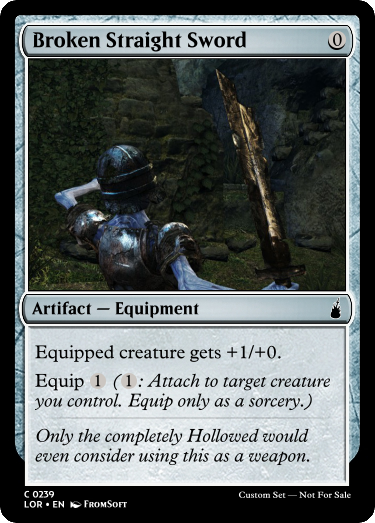 Broken Straight Sword 0
Artifact — Equipment
Equipped creature gets +1/+0.
Equip 1 (1: Attach to target creature
you control. Equip only as a sorcery.)
Only the completely Hollowed would
even consider using this as a weapon.
C 0239
LOR • EN FROMSOFT
Custom Set — Not For Sale